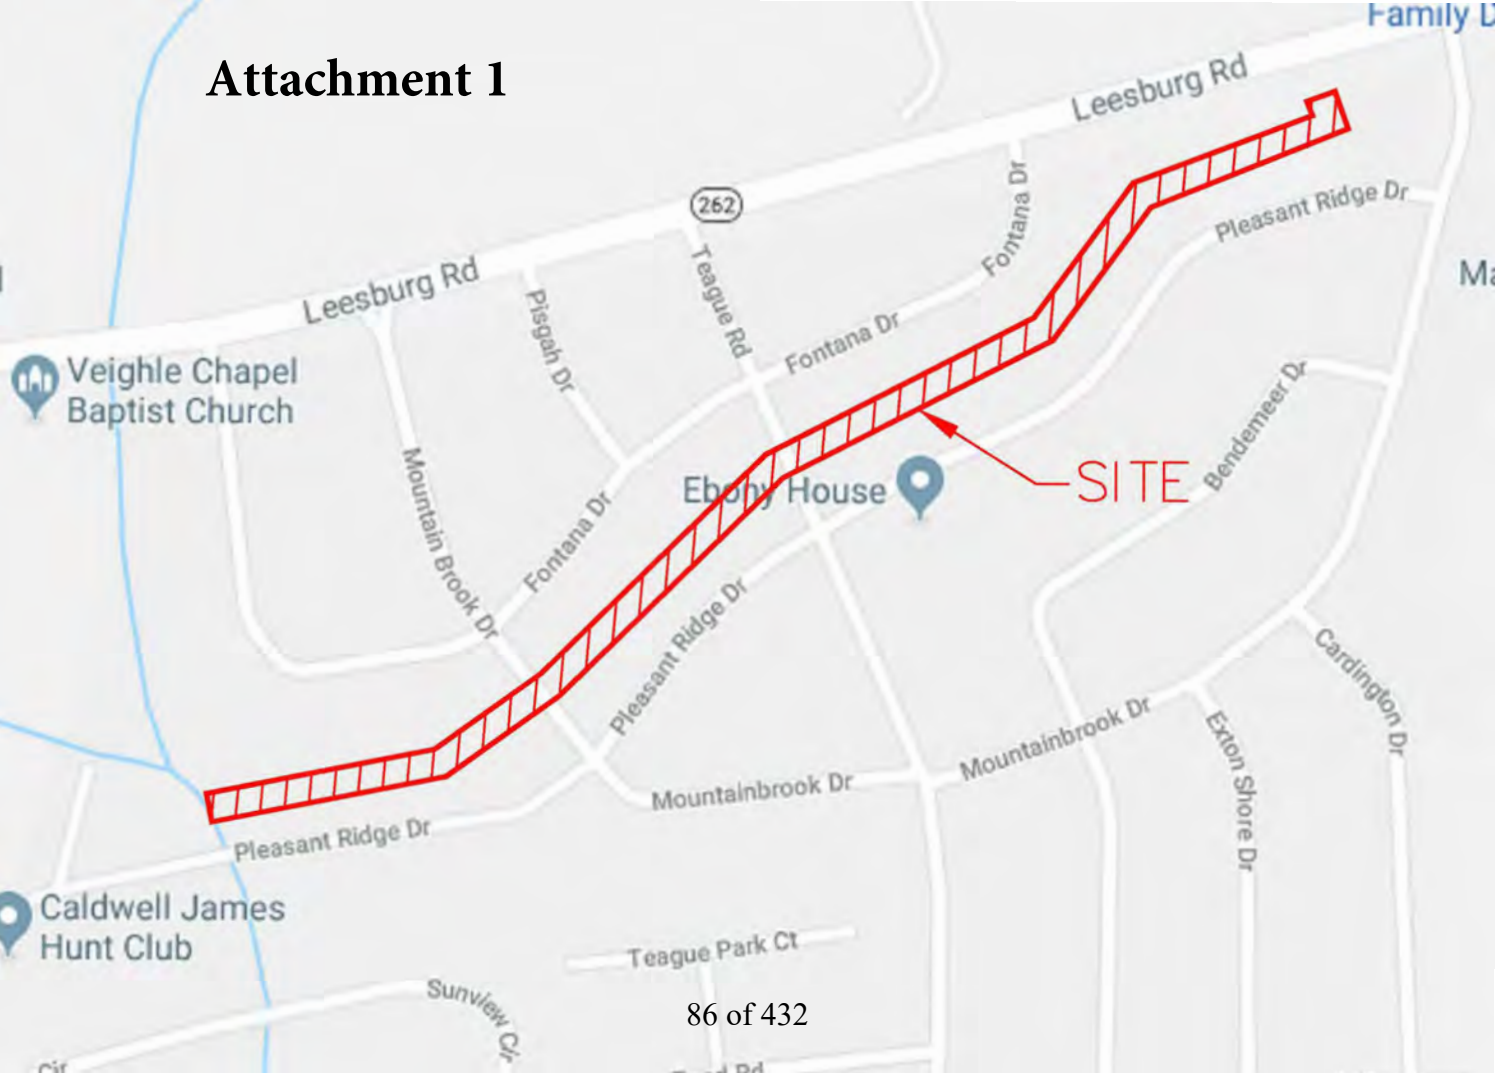 Family D
Attachment 1
Leesburg Rd
262
Fontana Dr
Pleasant Ridge Dr
Teague Rd
Leesburg Rd
Pisgah Dr
Ma
Fontana Dr
Veighle Chapel
Baptist Church
Bendemeer Dr
Mountain Brook Dr
Ebony House
SITE
Fontana Dr
Pleasant Ridge Dr
Cardington Dr
Mountainbrook Dr
Exton Shore Dr
Mountainbrook Dr
Pleasant Ridge Dr
Caldwell James
Hunt Club
Teague Park Ct
Sunview Cir
86 of 432
Cir
Rd